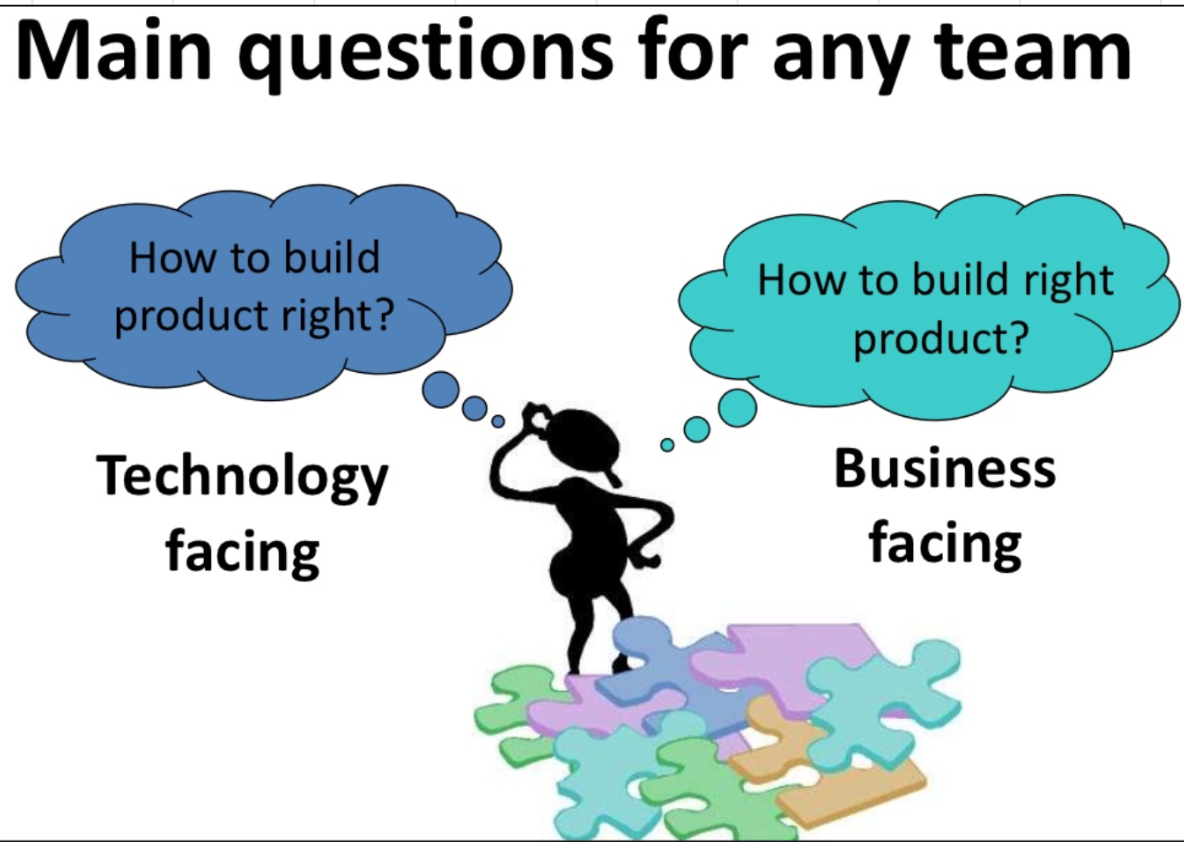 Main questions for any team
How to build
product right?
How to build right
product?
Technology
facing
Business
facing